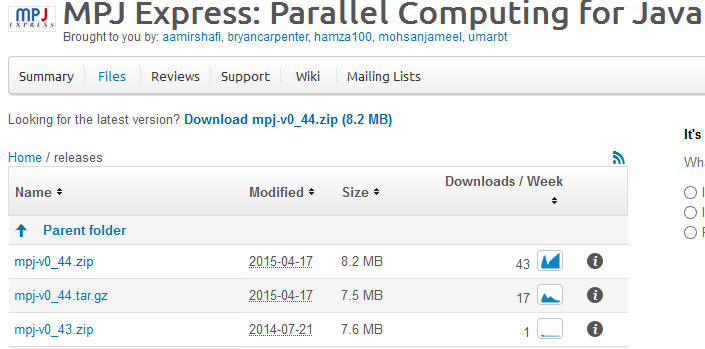 MPJ
EXPRESS
MPJ Express: Parallel Computing for Java
Brought to you by: aamirshafi, bryancarpenter, hamza100, mohsanjameel, umarbt
Summary Files Reviews Support Wiki Mailing Lists
Looking for the latest version? Download mpj-v0_44.zip (8.2 MB)
It's
Home / releases
Wha
Name Modified Size Downloads / Week
Parent folder
mpj-v0_44.zip 2015-04-17 8.2 MB 43
mpj-v0_44.tar.gz 2015-04-17 7.5 MB 17
mpj-v0_43.zip 2014-07-21 7.6 MB 1